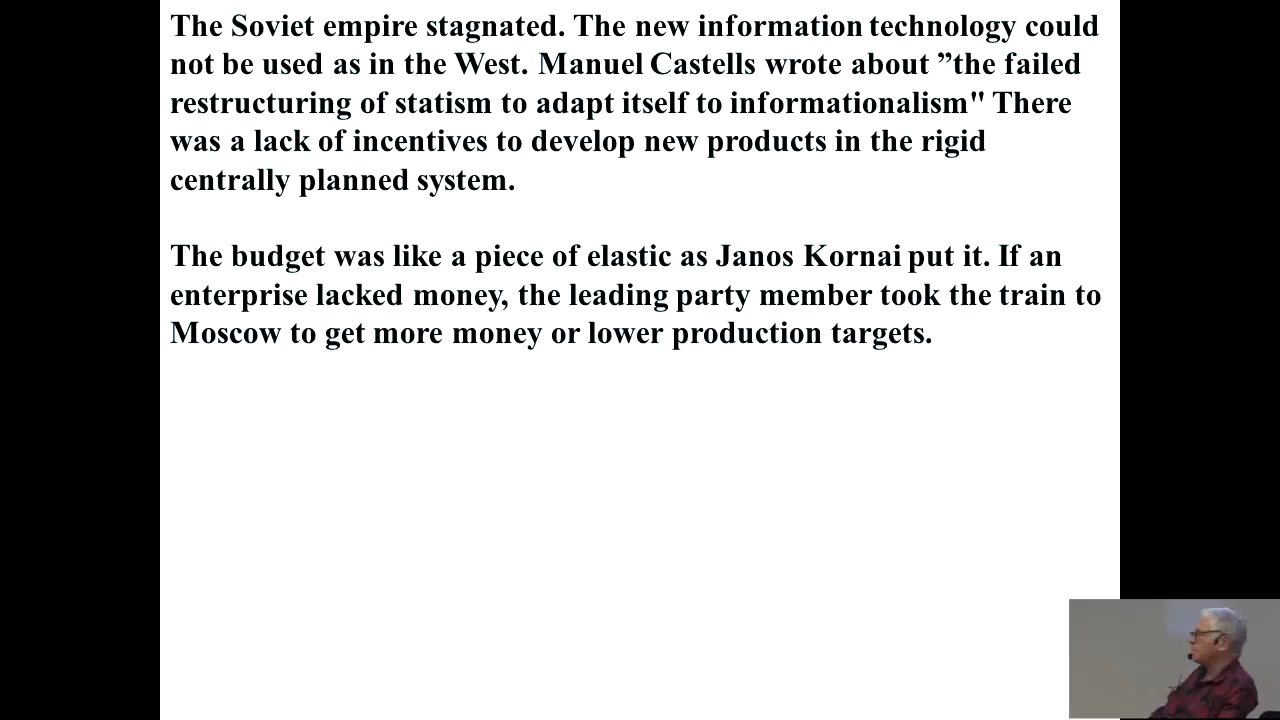 The Soviet empire stagnated. The new information technology could
not be used as in the West. Manuel Castells wrote about ”the failed
restructuring of statism to adapt itself to informationalism" There
was a lack of incentives to develop new products in the rigid
centrally planned system.
The budget was like a piece of elastic as Janos Kornai put it. If an
enterprise lacked money, the leading party member took the train to
Moscow to get more money or lower production targets.